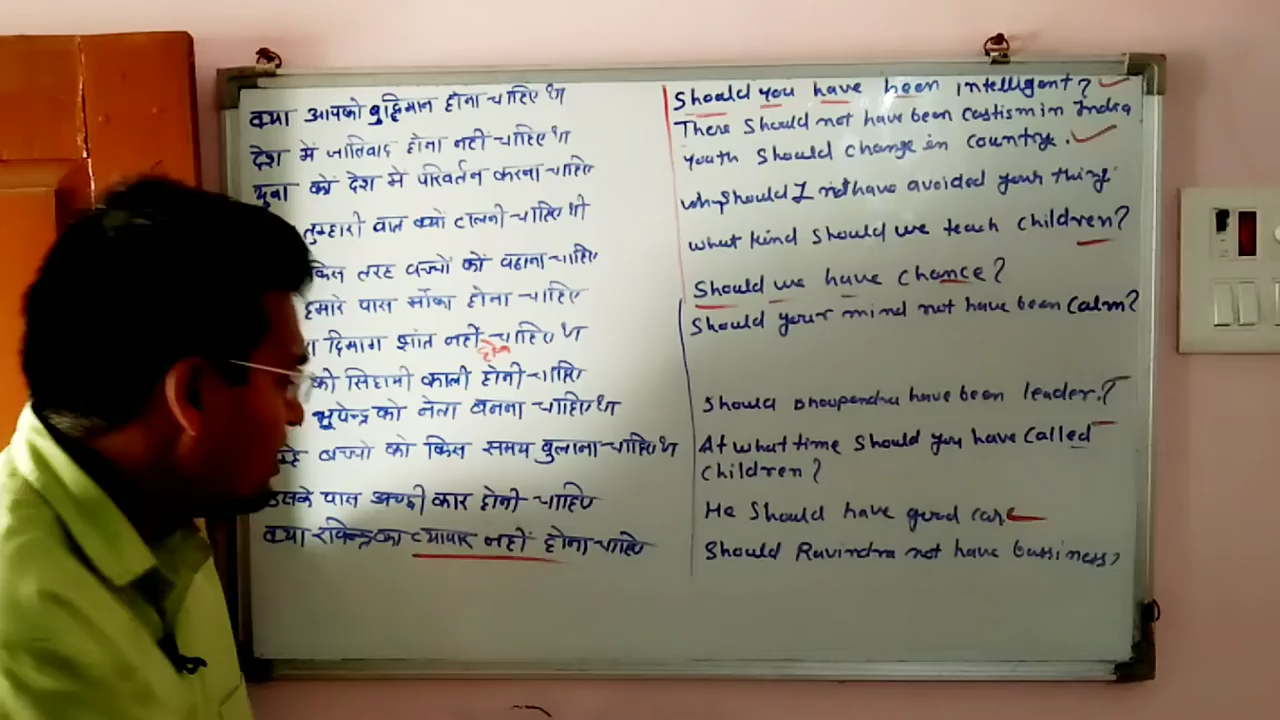 क्या आपको बुद्धिमान होना चाहिए था
देश में जातिवाद होना नहीं चाहिए था
युवा को देश में परिवर्तन करना चाहिए
तुम्हारी बात क्यों टालनी चाहिए थी
किस तरह बच्चों को पढाना चाहिए
हमारे पास मौका होना चाहिए
दिमाग शांत नहीं चाहिए था
होना
को सिहामी काली होनी चाहिए
भूपेन्द्र को नेता बनना चाहिए था
बच्चो को किस समय बुलाना चाहिए था
उसके पास अच्छी कार होनी चाहिए
क्या रविन्द्र का व्यापार नहीं होना चाहिए
Should you have been intelligent?
There should not have been castism in India
Youth should change in country.
Why should I not have avoided your thing
what kind should we teach children?
Should we have chance?
Should your mind not have been calm?
Should Bhoopendra have been leader?
At what time should you have called
children?
He should have good care
Should Ravindra not have bussiness?